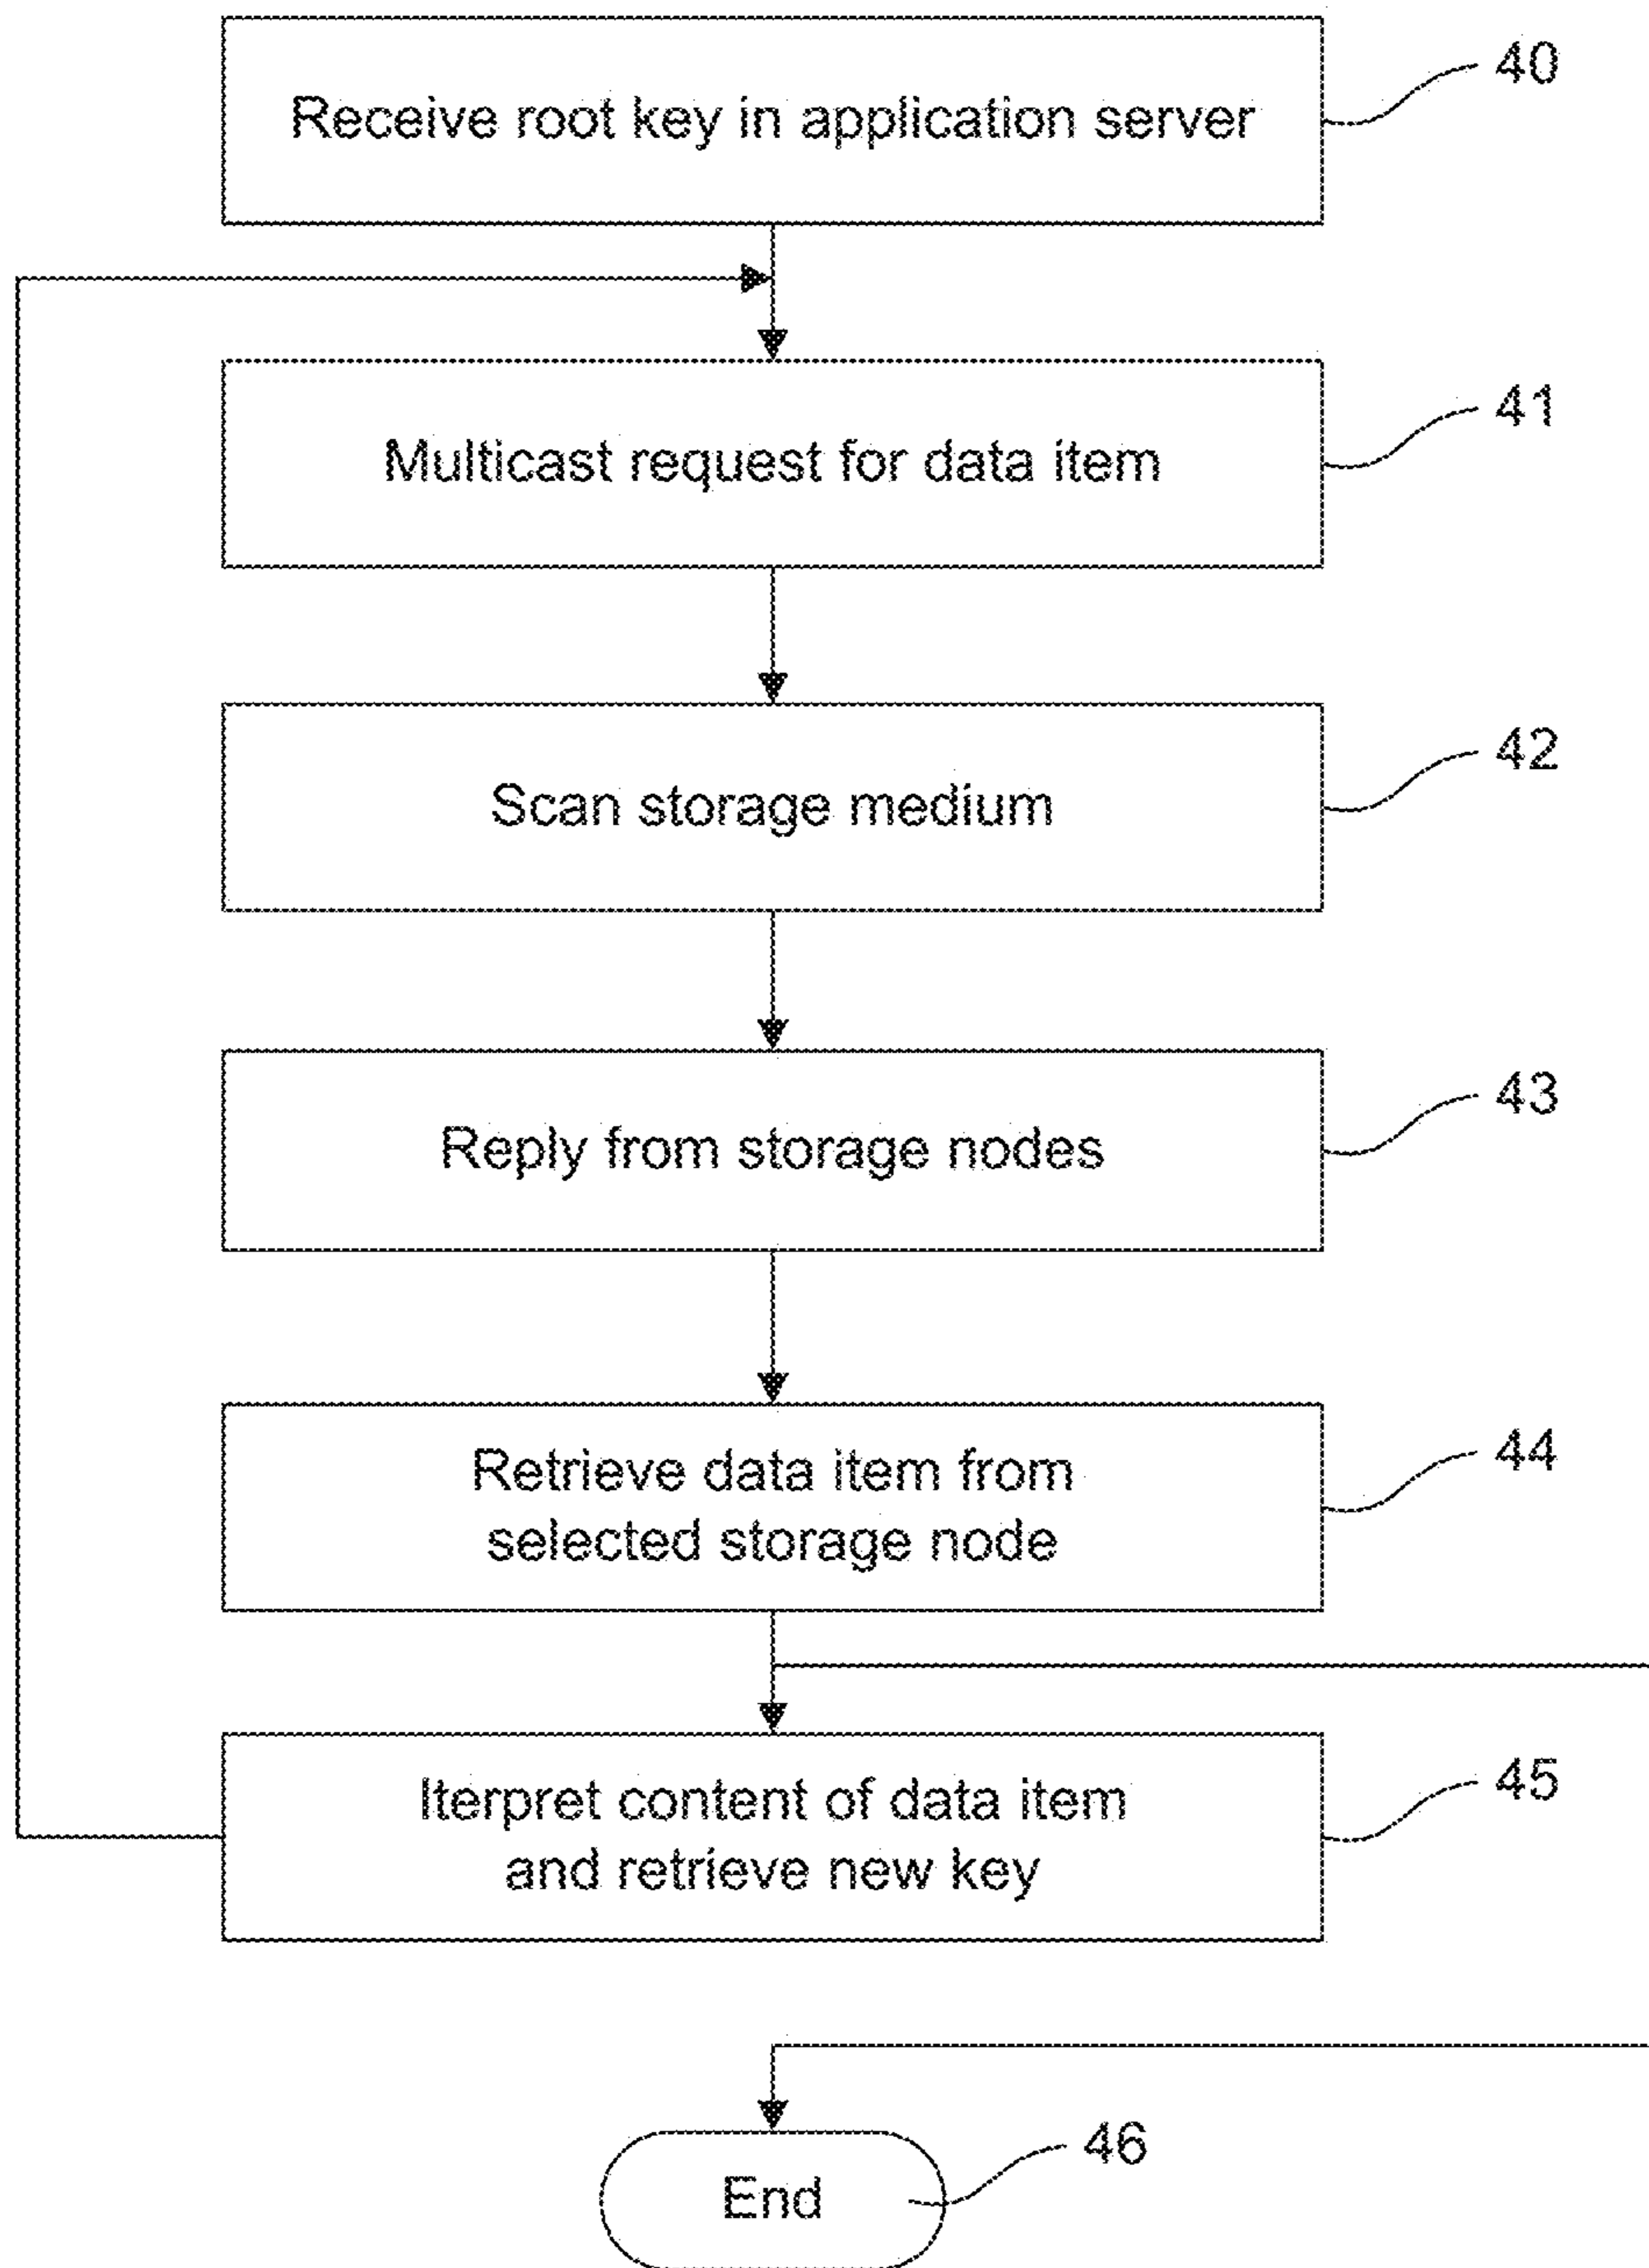 Receive root key in application server
40
Multicast request for data item
41
Scan storage medium
42
Reply from storage nodes
43
Retrieve data item from
selected storage node
44
Iterpret content of data item
and retrieve new key
45
End
46